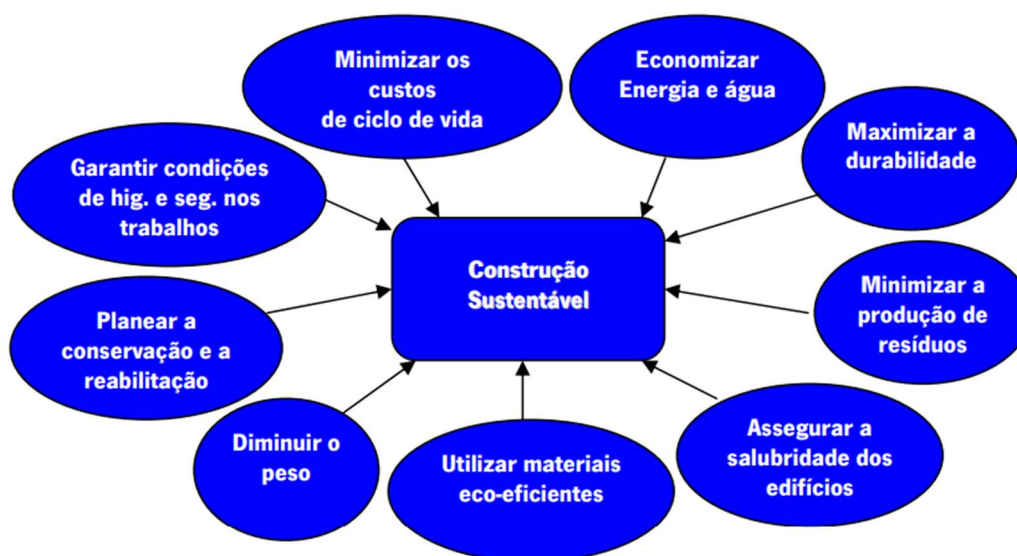 Minimizar os
custos
de ciclo de vida
Economizar
Energia e água
Maximizar a
durabilidade
Garantir condições
de hig. e seg. nos
trabalhos
Construção
Sustentável
Minimizar a
produção de
resíduos
Planear a
conservação e a
reabilitação
Diminuir o
peso
Utilizar materiais
eco-eficientes
Assegurar a
salubridade dos
edifícios